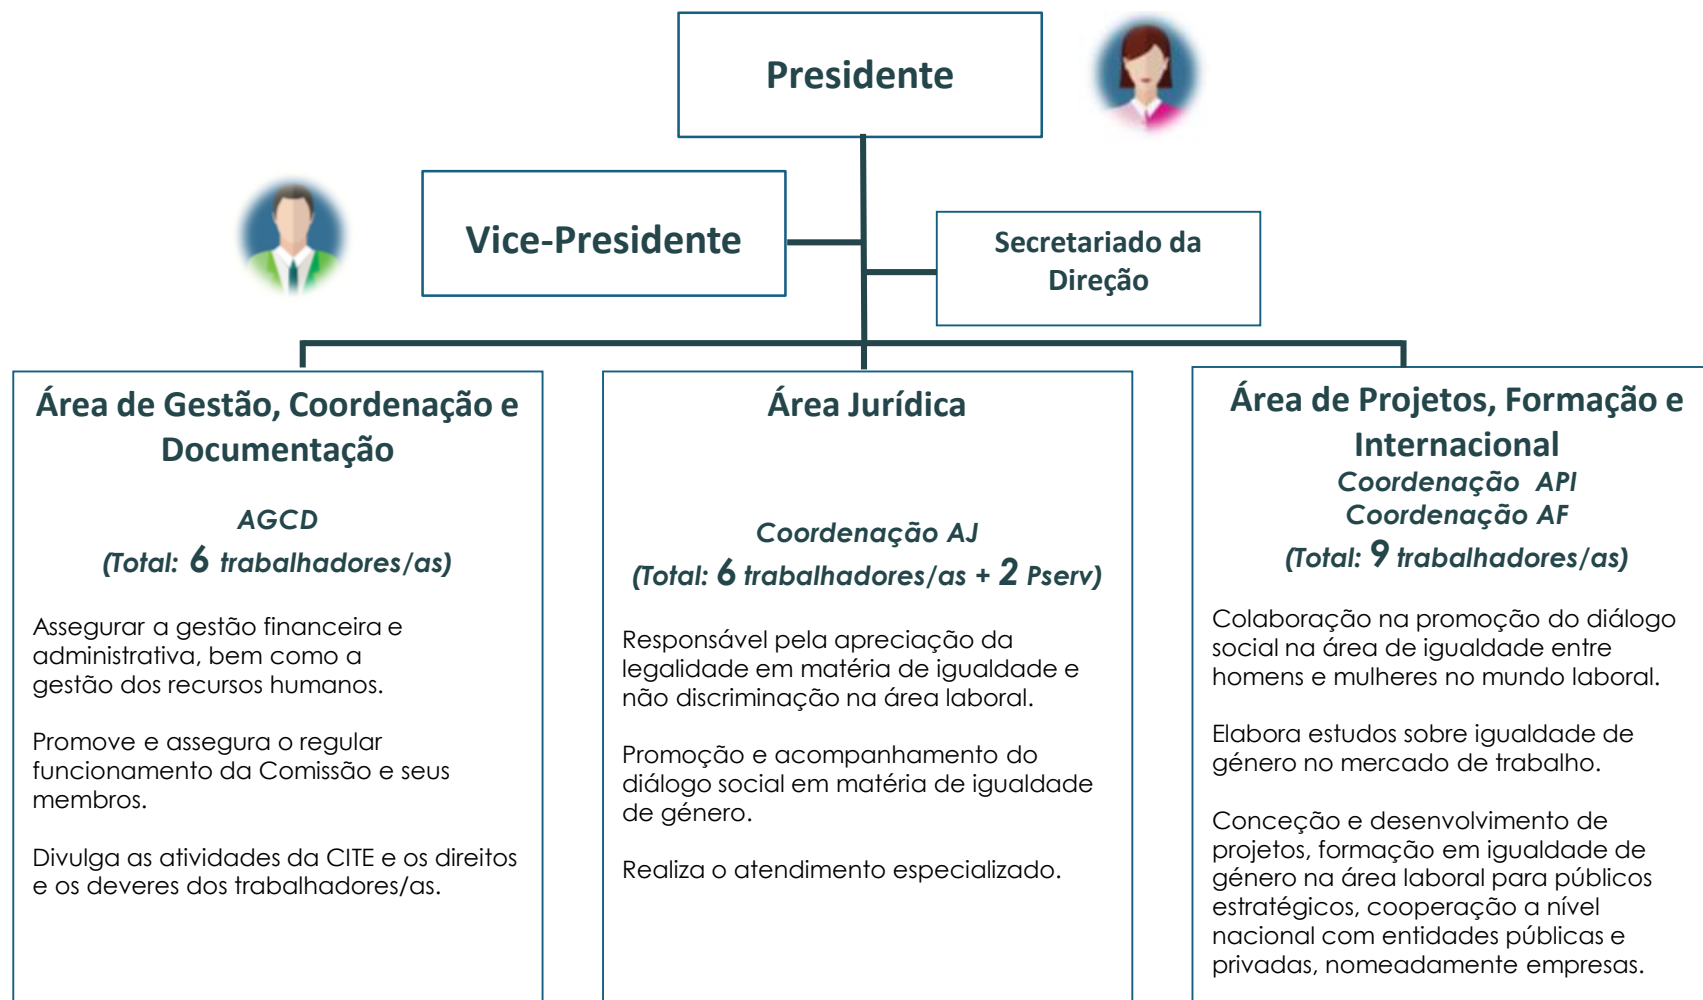 Presidente
Vice-Presidente
Secretariado da
Direção
Área de Gestão, Coordenação e
Documentação
AGCD
(Total: 6 trabalhadores/as)
Assegurar a gestão financeira e
administrativa, bem como a
gestão dos recursos humanos.
Promove e assegura o regular
funcionamento da Comissão e seus
membros.
Divulga as atividades da CITE e os direitos
e os deveres dos trabalhadores/as.
Área Jurídica
Coordenação AJ
(Total: 6 trabalhadores/as + 2 Pserv)
Responsável pela apreciação da
legalidade em matéria de igualdade e
não discriminação na área laboral.
Promoção e acompanhamento do
diálogo social em matéria de igualdade
de género.
Realiza o atendimento especializado.
Área de Projetos, Formação e
Internacional
Coordenação API
Coordenação AF
(Total: 9 trabalhadores/as)
Colaboração na promoção do diálogo
social na área de igualdade entre
homens e mulheres no mundo laboral.
Elabora estudos sobre igualdade de
género no mercado de trabalho.
Conceção e desenvolvimento de
projetos, formação em igualdade de
género na área laboral para públicos
estratégicos, cooperação a nível
nacional com entidades públicas e
privadas, nomeadamente empresas.